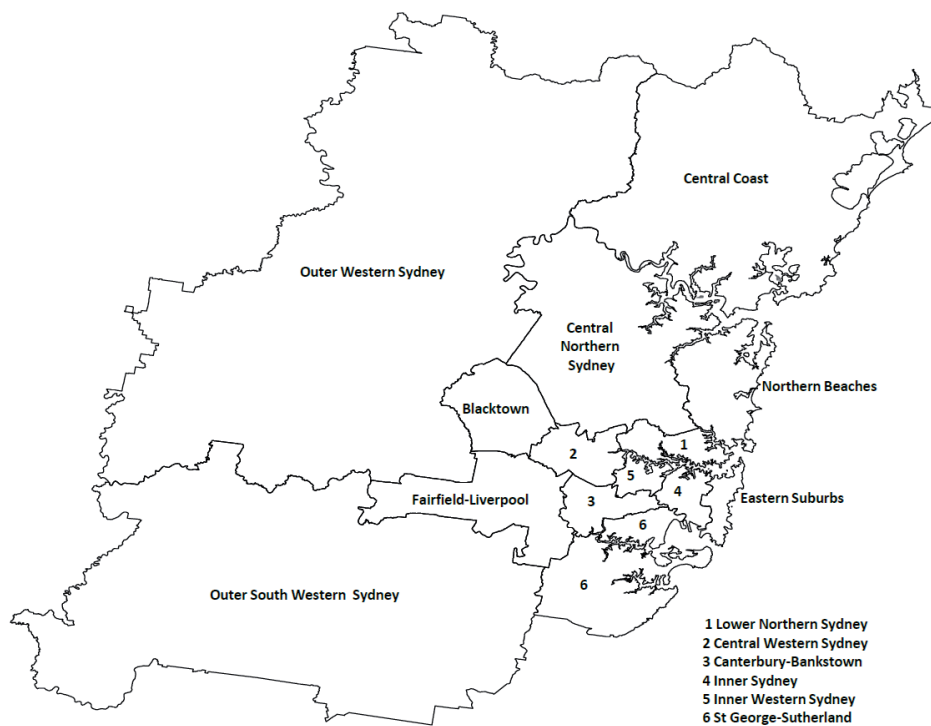 Central Coast
Outer Western Sydney
Central
Northern
Sydney
Northern Beaches
Blacktown
1
2
5
4
Eastern Suburbs
Fairfield-Liverpool
3
6
6
Outer South Western Sydney
1 Lower Northern Sydney
2 Central Western Sydney
3 Canterbury-Bankstown
4 Inner Sydney
5 Inner Western Sydney
6 St George-Sutherland